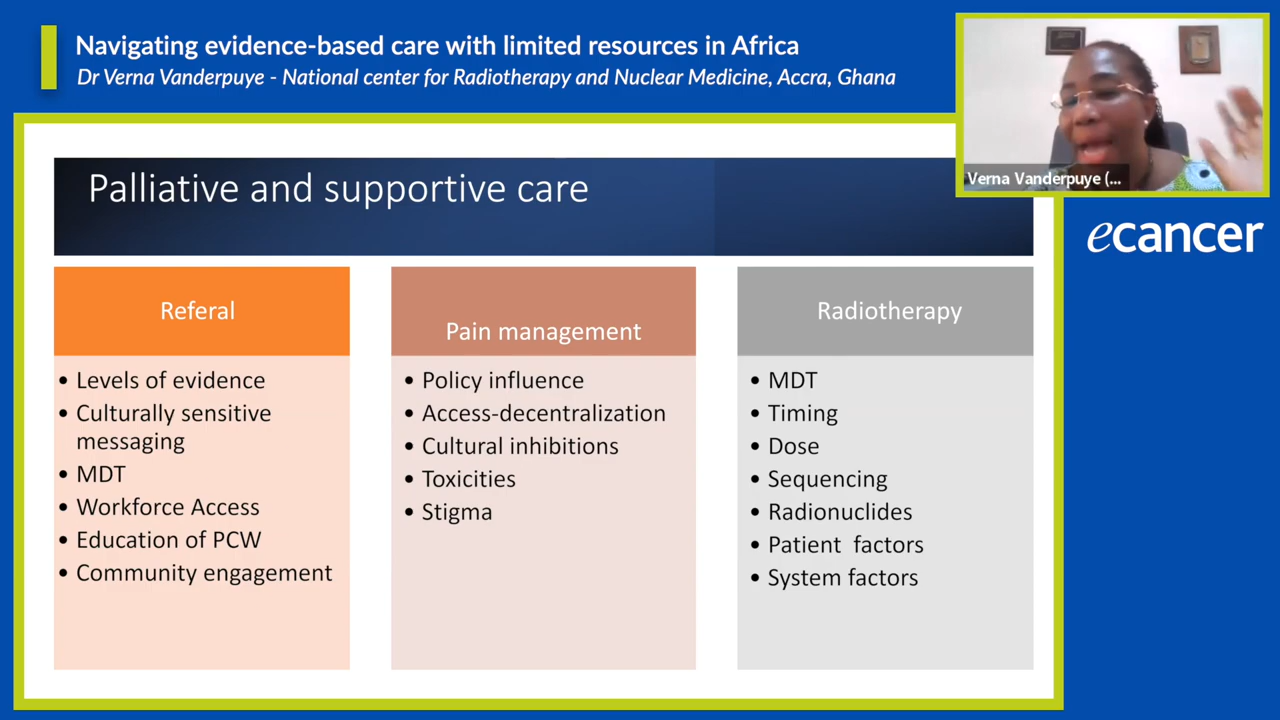 Navigating evidence-based care with limited resources in Africa
Dr Verna Vanderpuye - National center for Radiotherapy and Nuclear Medicine, Accra, Ghana
Verna Vanderpuye (...
ecancer
Palliative and supportive care
Referal
• Levels of evidence
• Culturally sensitive
messaging
• MDT
• Workforce Access
• Education of PCW
• Community engagement
Pain management
• Policy influence
• Access-decentralization
• Cultural inhibitions
• Toxicities
• Stigma
Radiotherapy
• MDT
• Timing
• Dose
• Sequencing
• Radionuclides
• Patient  factors
• System factors